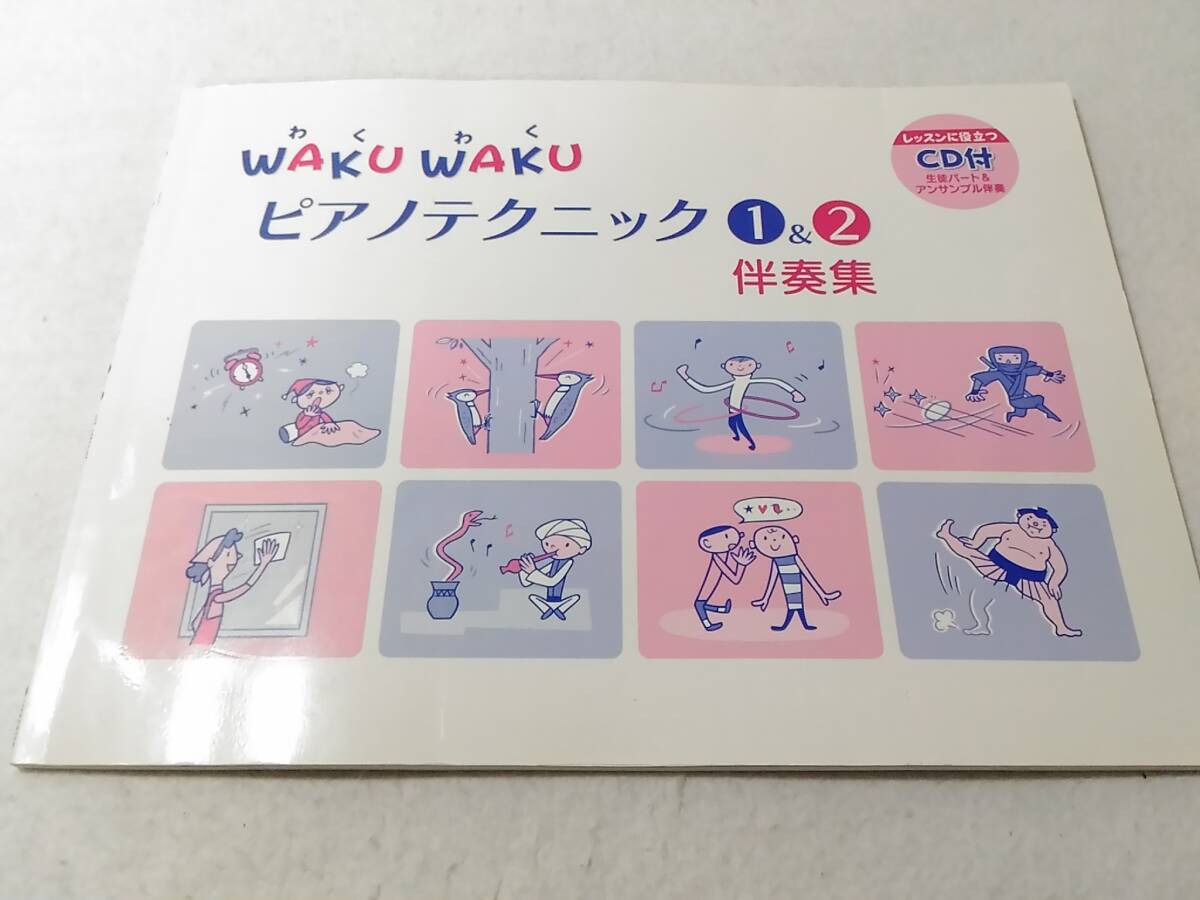 わく わく
WAKU WAKU
ピアノテクニック 1&2
伴奏集
レッスンに役立つ
CD付
生徒パート&
アンサンブル伴奏